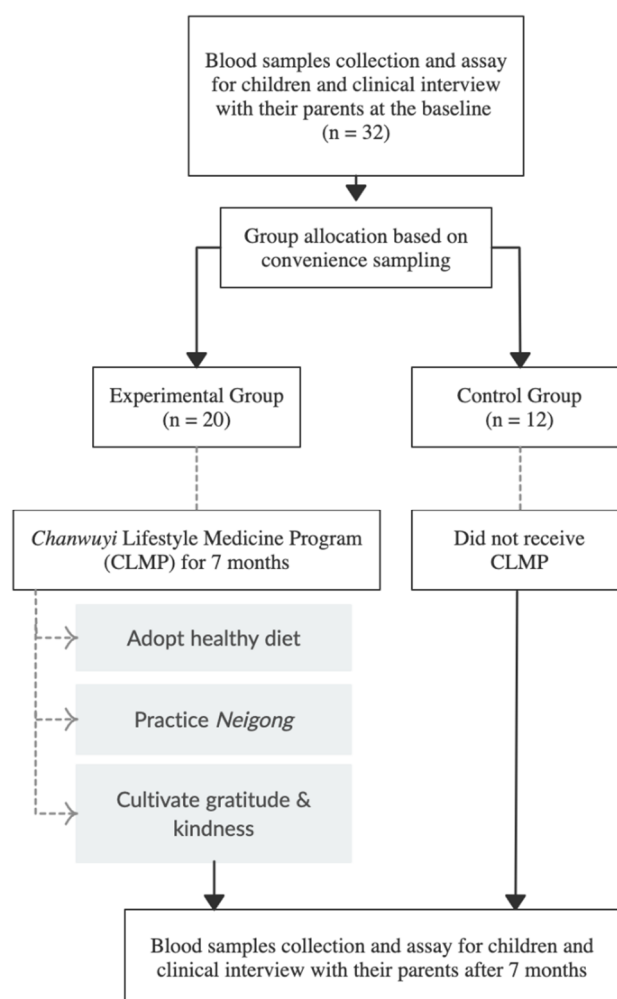 Blood samples collection and assay
for children and clinical interview
with their parents at the baseline
(n = 32)
Group allocation based on
convenience sampling
Experimental Group
(n = 20)
Control Group
(n = 12)
Chanwuyi Lifestyle Medicine Program
(CLMP) for 7 months
Did not receive
CLMP
Adopt healthy diet
Practice Neigong
Cultivate gratitude &
kindness
Blood samples collection and assay for children and
clinical interview with their parents after 7 months